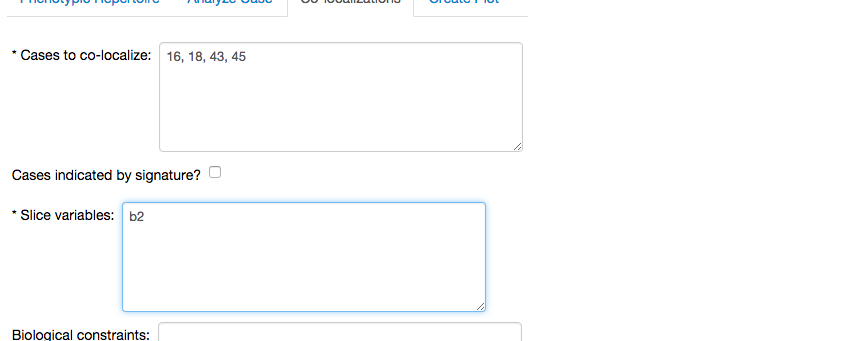 Phenotypic Repertoire Analyze Case Co-localizations Create Plot
* Cases to co-localize: 16, 18, 43, 45
Cases indicated by signature?
* Slice variables: b2
Biological constraints: